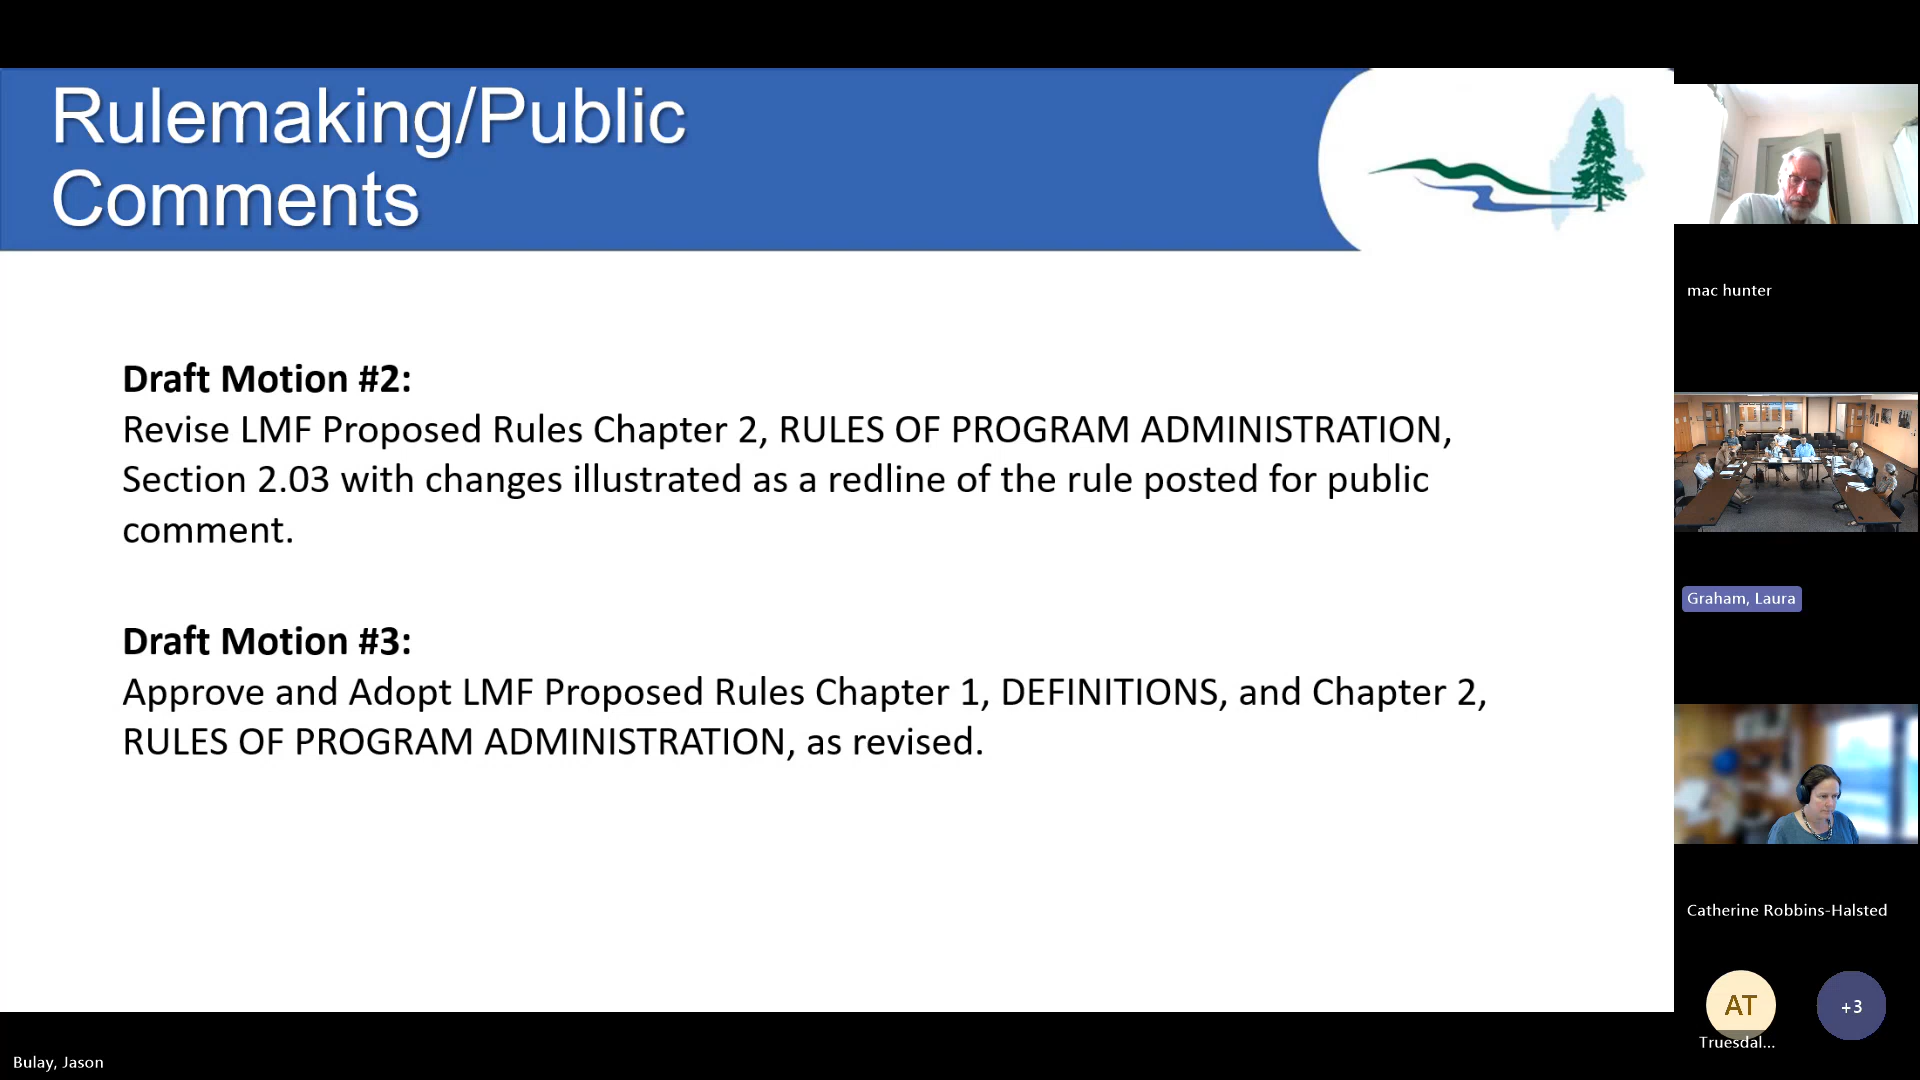 Rulemaking/Public
Comments
Draft Motion #2:
Revise LMF Proposed Rules Chapter 2, RULES OF PROGRAM ADMINISTRATION,
Section 2.03 with changes illustrated as a redline of the rule posted for public
comment.
Draft Motion #3:
Approve and Adopt LMF Proposed Rules Chapter 1, DEFINITIONS, and Chapter 2,
RULES OF PROGRAM ADMINISTRATION, as revised.
mac hunter
Graham, Laura
Catherine Robbins-Halsted
AT
+3
Truesdal...
Bulay, Jason